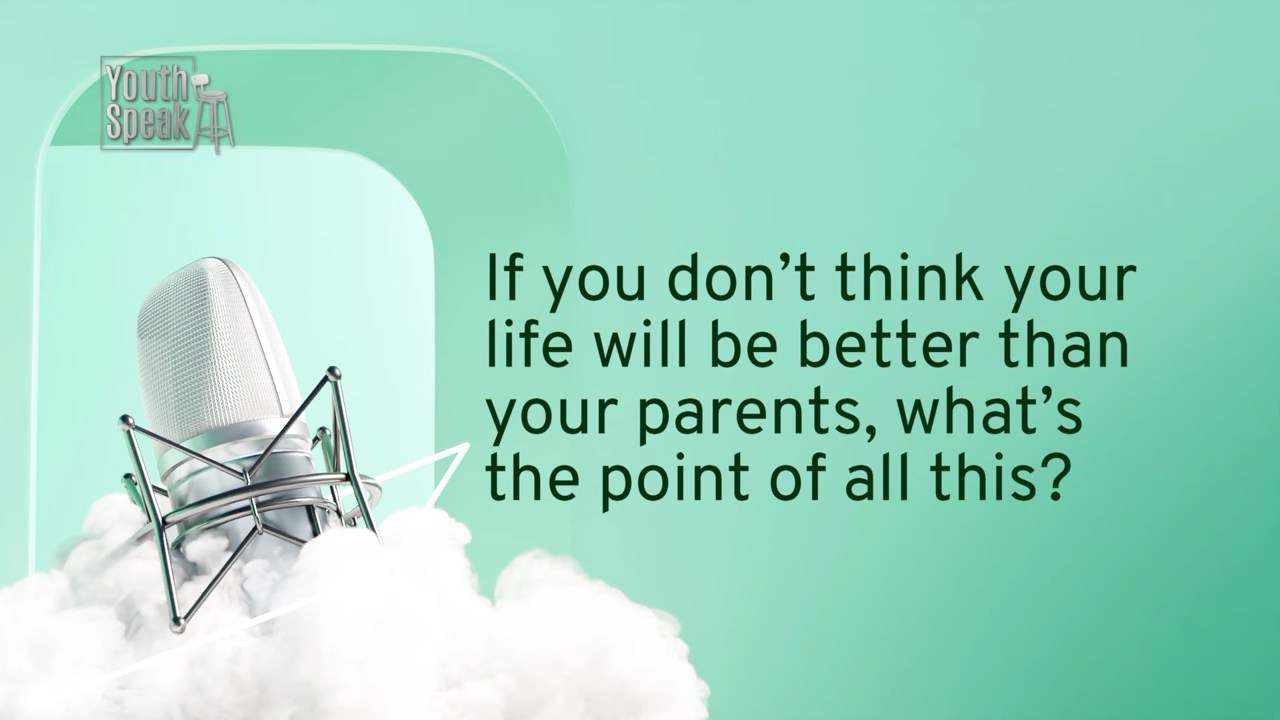 Youth
Speak
If you don’t think your
life will be better than
your parents, what’s
the point of all this?